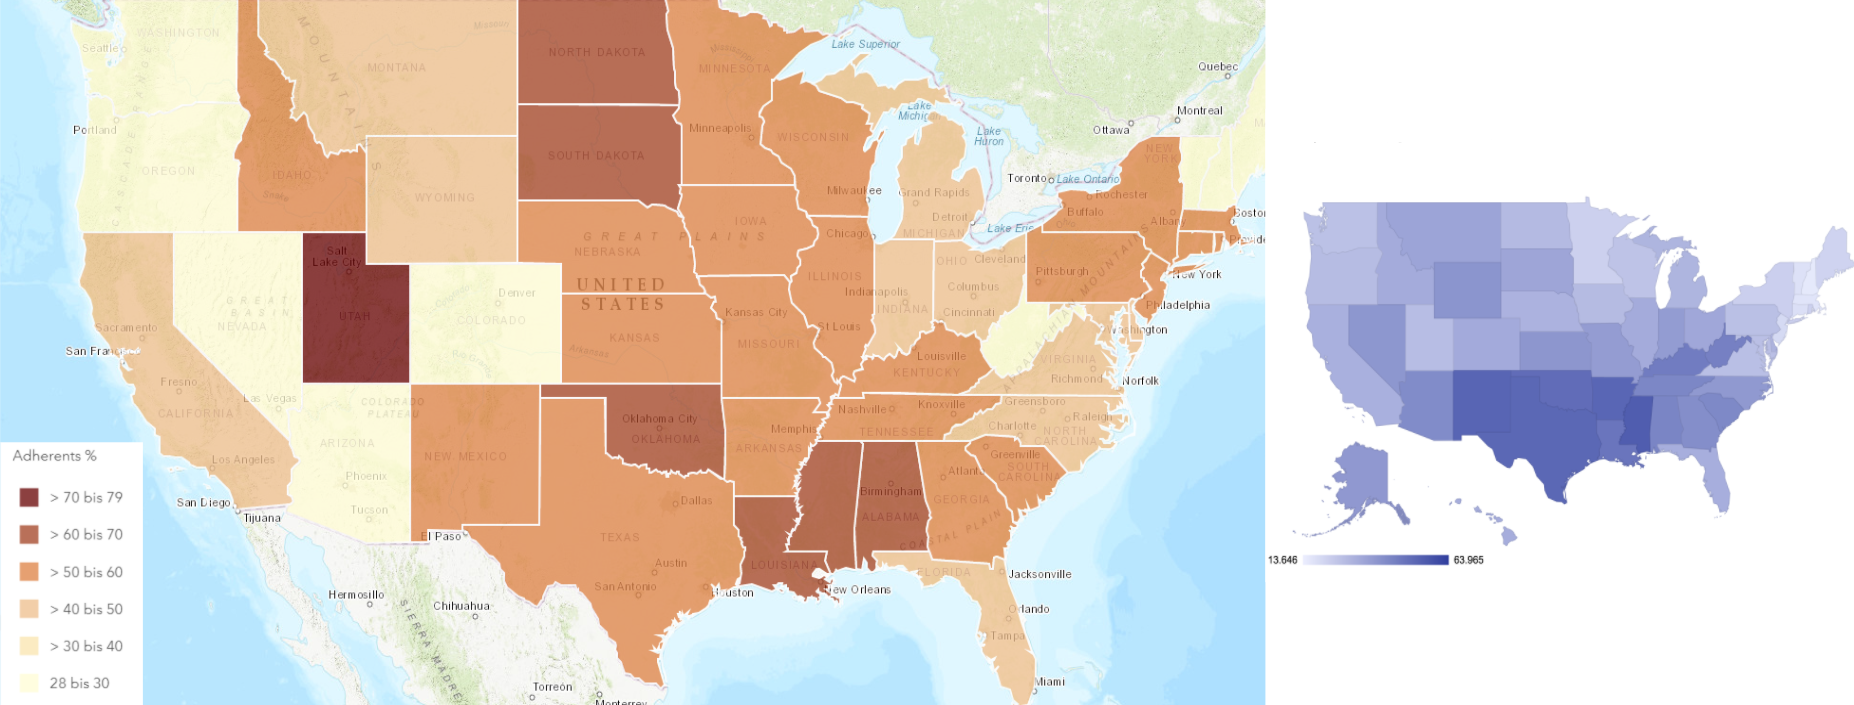 WASHINGTON
Seattle
MONTANA
Missouri
NORTH DAKOTA
Mississippi
MINNESOTA
Lake Superior
Quebec
Montreal
Ottawa
Portland
CASCADE RANGE
OREGON
IDAHO
Snake
WYOMING
SOUTH DAKOTA
Minneapolis
WISCONSIN
Lake
Michig
Lake
Huron
NEW
YORK
Toronto
Lake Ontario
Rochester
Milwaukee
Grand Rapids
Buffalo
Albany
Boston
Detroit
MICHIGAN
Lake Erie
Provide
IOWA
Chicago
GREAT PLAINS
NEBRASKA
Salt
Lake City
OHIO
Cleveland
Pittsburgh
APPALACHIAN MOUNTAINS
New York
ILLINOIS
UNITED
STATES
Denver
Indianapolis
Columbus
INDIANA
Cincinnati
Philadelphia
GREAT
BASIN
NEVADA
UTAH
COLORADO
Kansas City
St Louis
Washington
Sacramento
KANSAS
MISSOURI
San Francisco
Arkansas
Louisville
KENTUCKY
VIRGINIA
Richmond
Norfolk
Fresno
Las Vegas
CALIFORNIA
COLORADO
PLATEAU
Nashville
Knoxville
Greensboro
Raleigh
Oklahoma City
OKLAHOMA
Memphis
TENNESSEE
Charlotte
NORTH
CAROLINA
ARIZONA
ARKANSAS
Greenville
Los Angeles
NEW MEXICO
SOUTH
CAROLINA
Phoenix
Atlanta
San Diego
Tucson
Dallas
Birmingham
GEORGIA
Tijuana
ALABAMA
COASTAL PLAIN
El Paso
TEXAS
Austin
LOUISIANA
FLORIDA
Jacksonville
San Antonio
Houston
New Orleans
Hermosillo
Chihuahua
Orlando
Tampa
SIERRA MADRE
Torreón
Miami
Monterrey
Adherents %
> 70 bis 79
> 60 bis 70
> 50 bis 60
> 40 bis 50
> 30 bis 40
28 bis 30
13.646
63.965